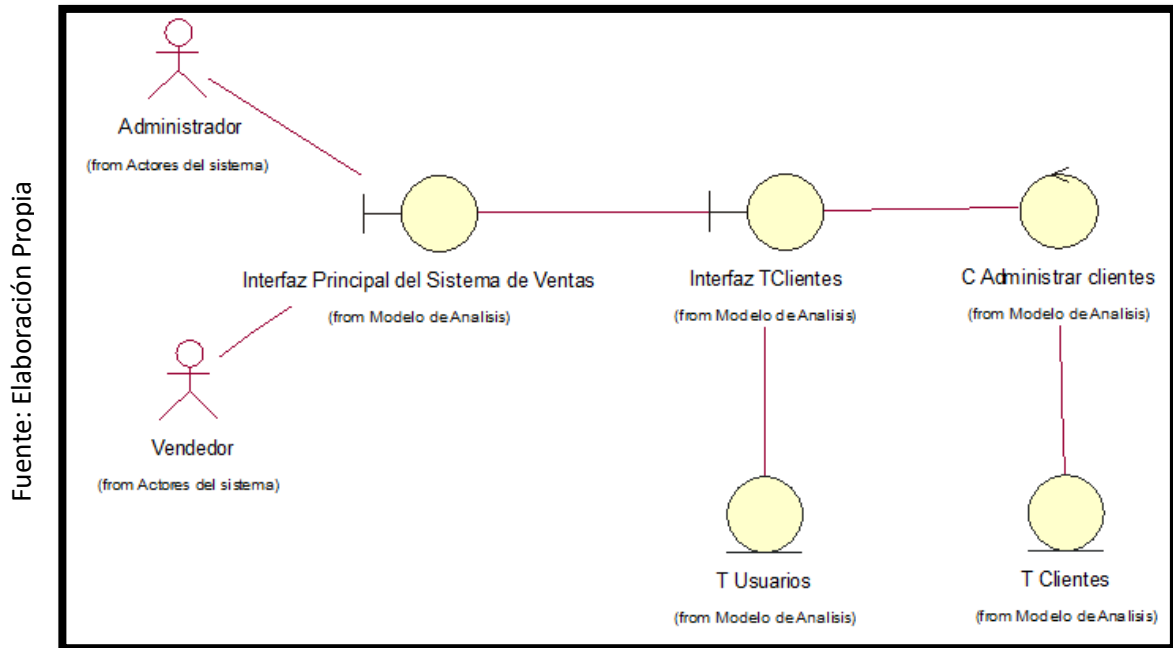 Administrador
(from Actores del sistema)
Interfaz Principal del Sistema de Ventas
(from Modelo de Analisis)
Interfaz TClientes
(from Modelo de Analisis)
C Administrar clientes
(from Modelo de Analisis)
Vendedor
(from Actores del sistema)
T Usuarios
(from Modelo de Analisis)
T Clientes
(from Modelo de Analisis)
Fuente: Elaboración Propia